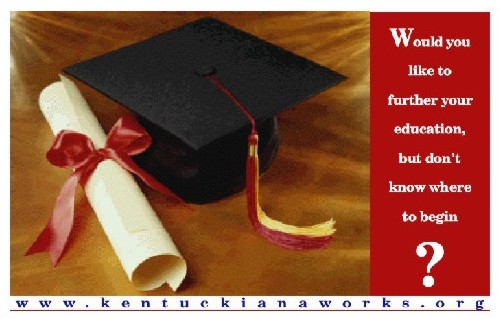 Would you
like to
further your
education,
but don't
know where
to begin
?
www.kentuckianaworks.org